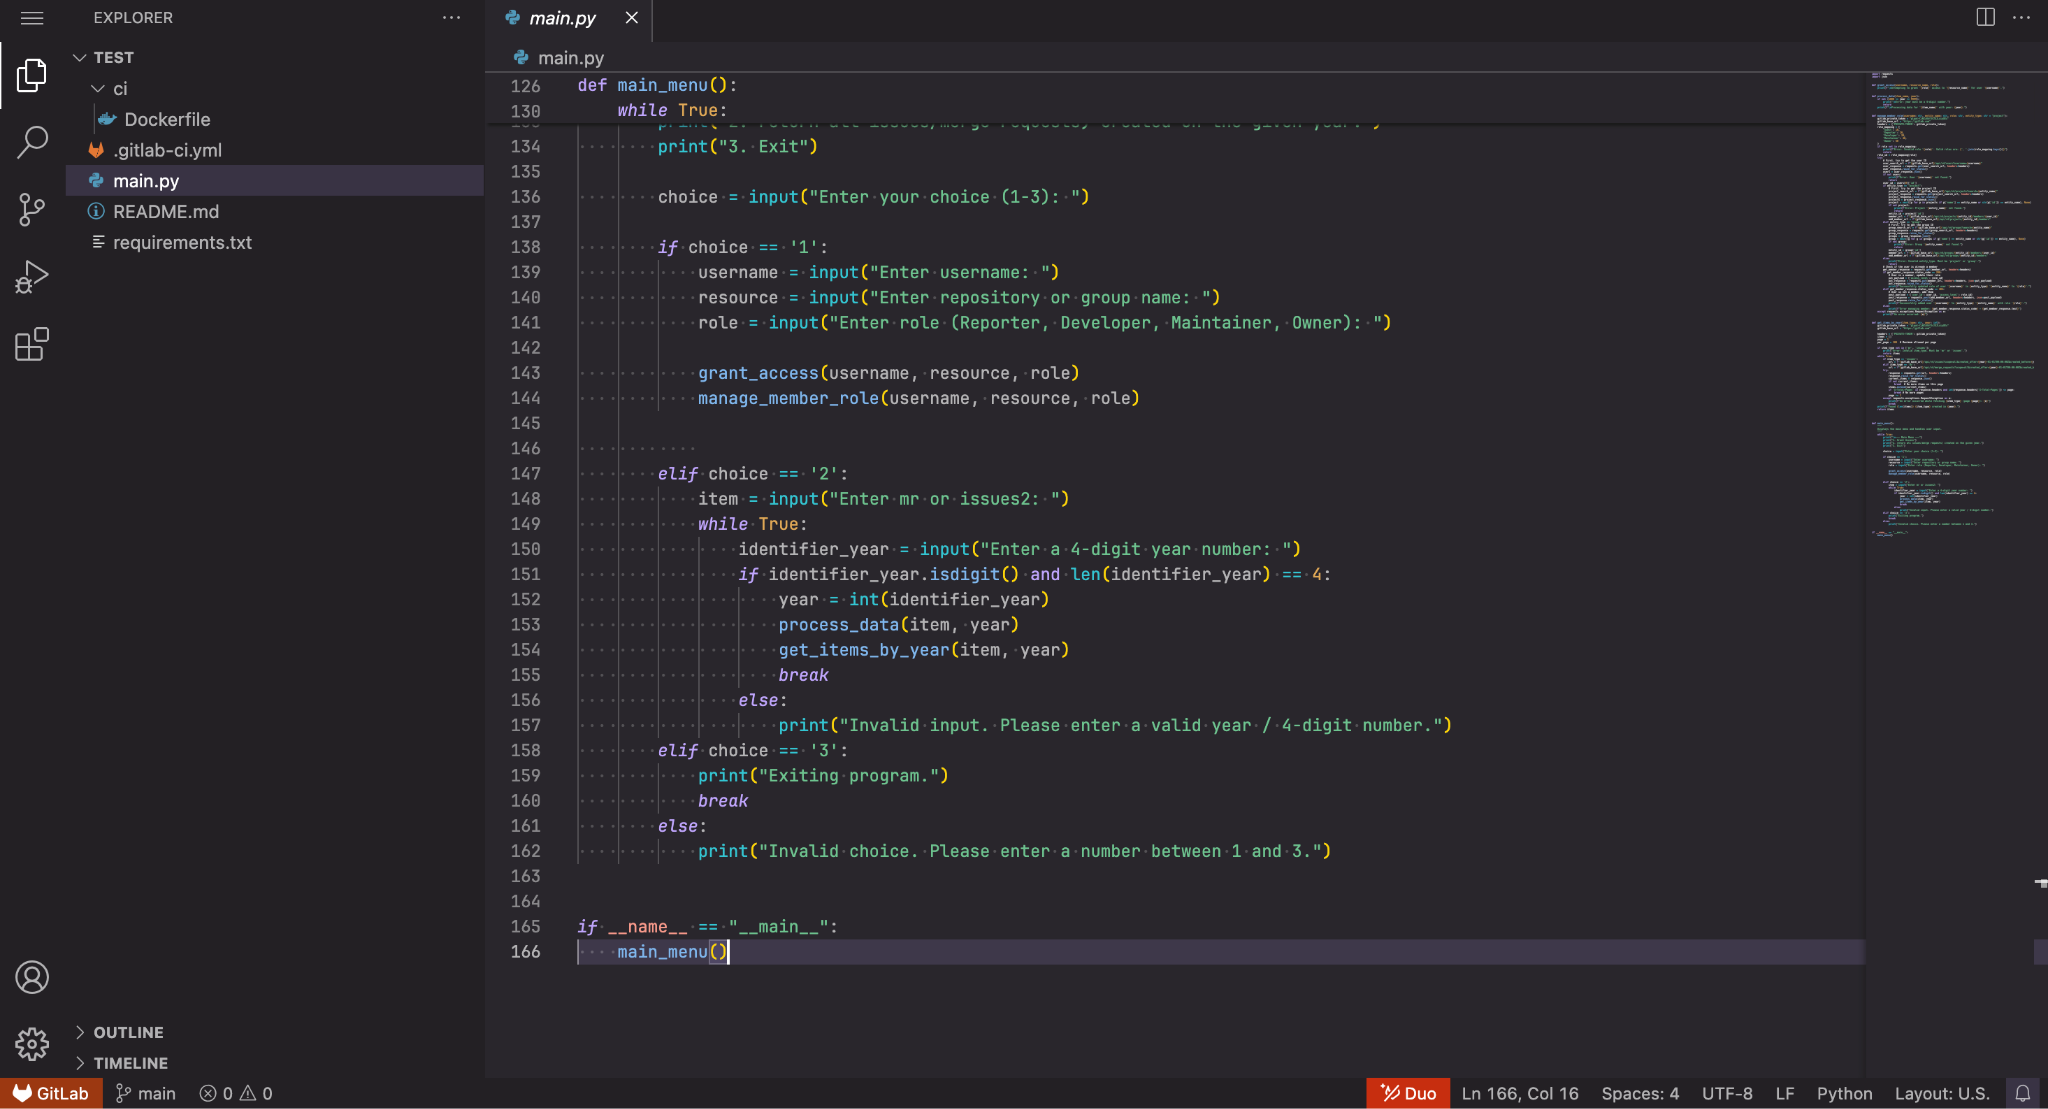 EXPLORER
TEST
ci
Dockerfile
.gitlab-ci.yml
main.py
README.md
requirements.txt
OUTLINE
TIMELINE
main.py
main.py
126 def main_menu():
130 while True:
134 print("3. Exit")
135
136 choice = input("Enter your choice (1-3): ")
137
138 if choice == '1':
139 username = input("Enter username: ")
140 resource = input("Enter repository or group name: ")
141 role = input("Enter role (Reporter, Developer, Maintainer, Owner): ")
142
143 grant_access(username, resource, role)
144 manage_member_role(username, resource, role)
145
146
147 elif choice == '2':
148 item = input("Enter mr or issues2: ")
149 while True:
150 identifier_year = input("Enter a 4-digit year number: ")
151 if identifier_year.isdigit() and len(identifier_year) == 4:
152 year = int(identifier_year)
153 process_data(item, year)
154 get_items_by_year(item, year)
155 break
156 else:
157 print("Invalid input. Please enter a valid year / 4-digit number.")
158 elif choice == '3':
159 print("Exiting program.")
160 break
161 else:
162 print("Invalid choice. Please enter a number between 1 and 3.")
163
164
165 if __name__ == "__main__":
166 main_menu()
GitLab main 0 0 Duo Ln 166, Col 16 Spaces: 4 UTF-8 LF Python Layout: U.S.